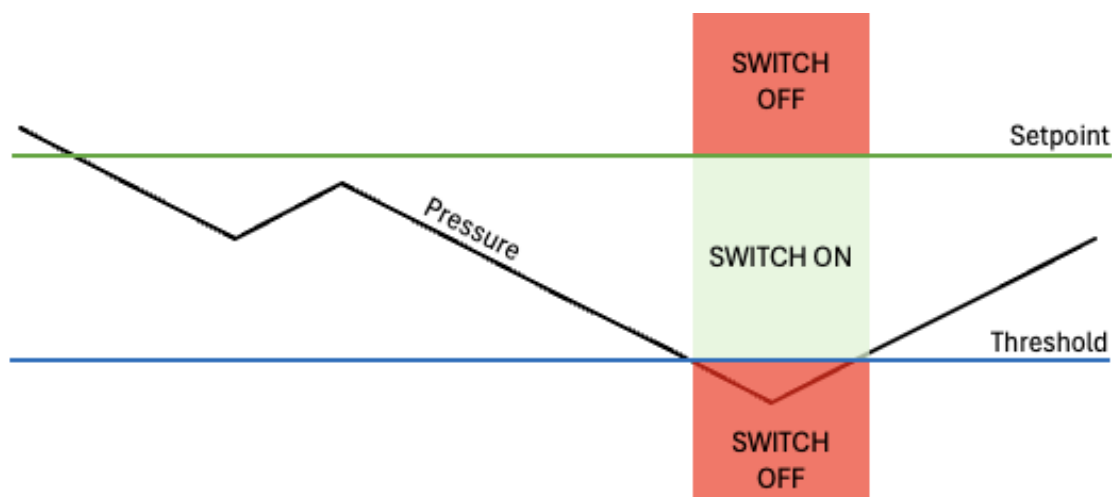 SWITCH
OFF
Setpoint
Pressure
SWITCH ON
Threshold
SWITCH
OFF